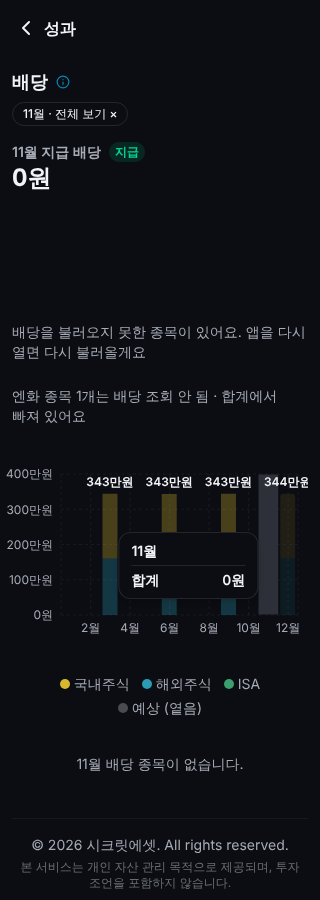 성과
배당
11월 · 전체 보기 ×
11월 지급 배당 지급
0원
배당을 불러오지 못한 종목이 있어요. 앱을 다시
열면 다시 불러올게요
엔화 종목 1개는 배당 조회 안 됨 · 합계에서
빠져 있어요
400만원
343만원 343만원 343만원 344만원
300만원
200만원
11월
합계 0원
100만원
0원
2월 4월 6월 8월 10월 12월
국내주식 해외주식 ISA
예상 (옅음)
11월 배당 종목이 없습니다.
© 2026 시크릿에셋. All rights reserved.
본 서비스는 개인 자산 관리 목적으로 제공되며, 투자
조언을 포함하지 않습니다.